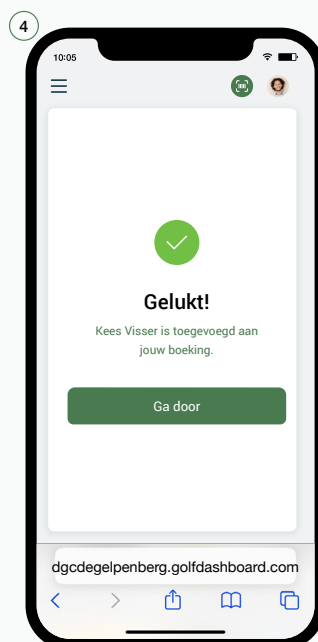 4
10:05
Gelukt!
Kees Visser is toegevoegd aan
jouw boeking.
Ga door
dgcdegelpenberg.golfdashboard.com